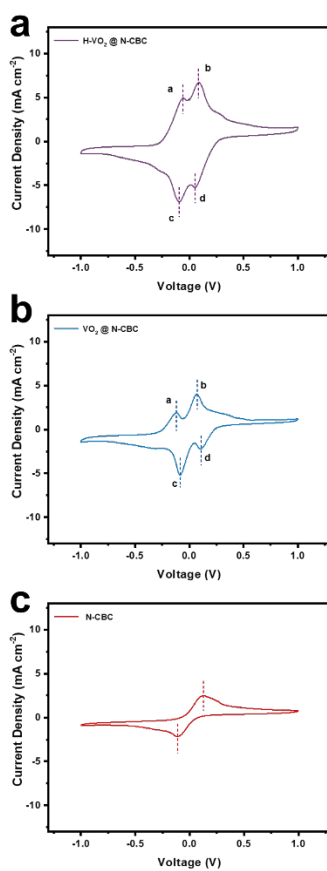 a
H-VO₂ @ N-CBC
Current Density (mA cm⁻²)
10
5
0
-5
-10
a
b
c
d
-1.0 -0.5 0.0 0.5 1.0
Voltage (V)
b
VO₂ @ N-CBC
Current Density (mA cm⁻²)
10
5
0
-5
-10
a
b
c
d
-1.0 -0.5 0.0 0.5 1.0
Voltage (V)
c
N-CBC
Current Density (mA cm⁻²)
10
5
0
-5
-10
-1.0 -0.5 0.0 0.5 1.0
Voltage (V)